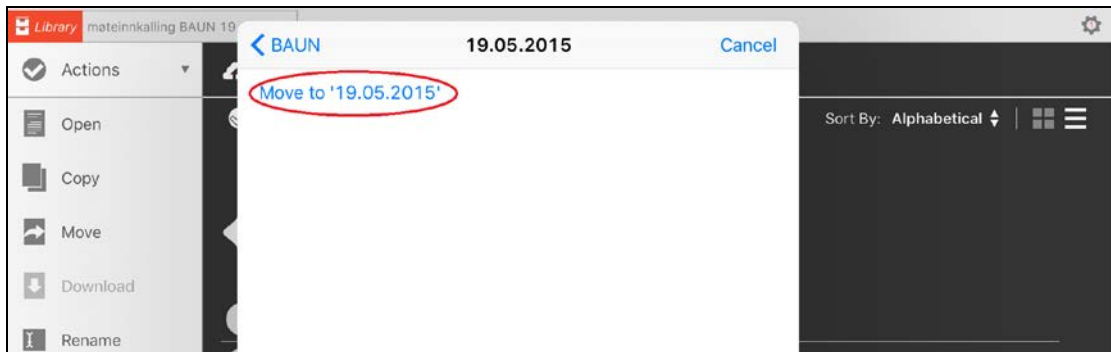 Library møteinnkalling BAUN 19
BAUN 19.05.2015 Cancel
Actions
Move to '19.05.2015'
Open
Sort By: Alphabetical
Copy
Move
Download
Rename